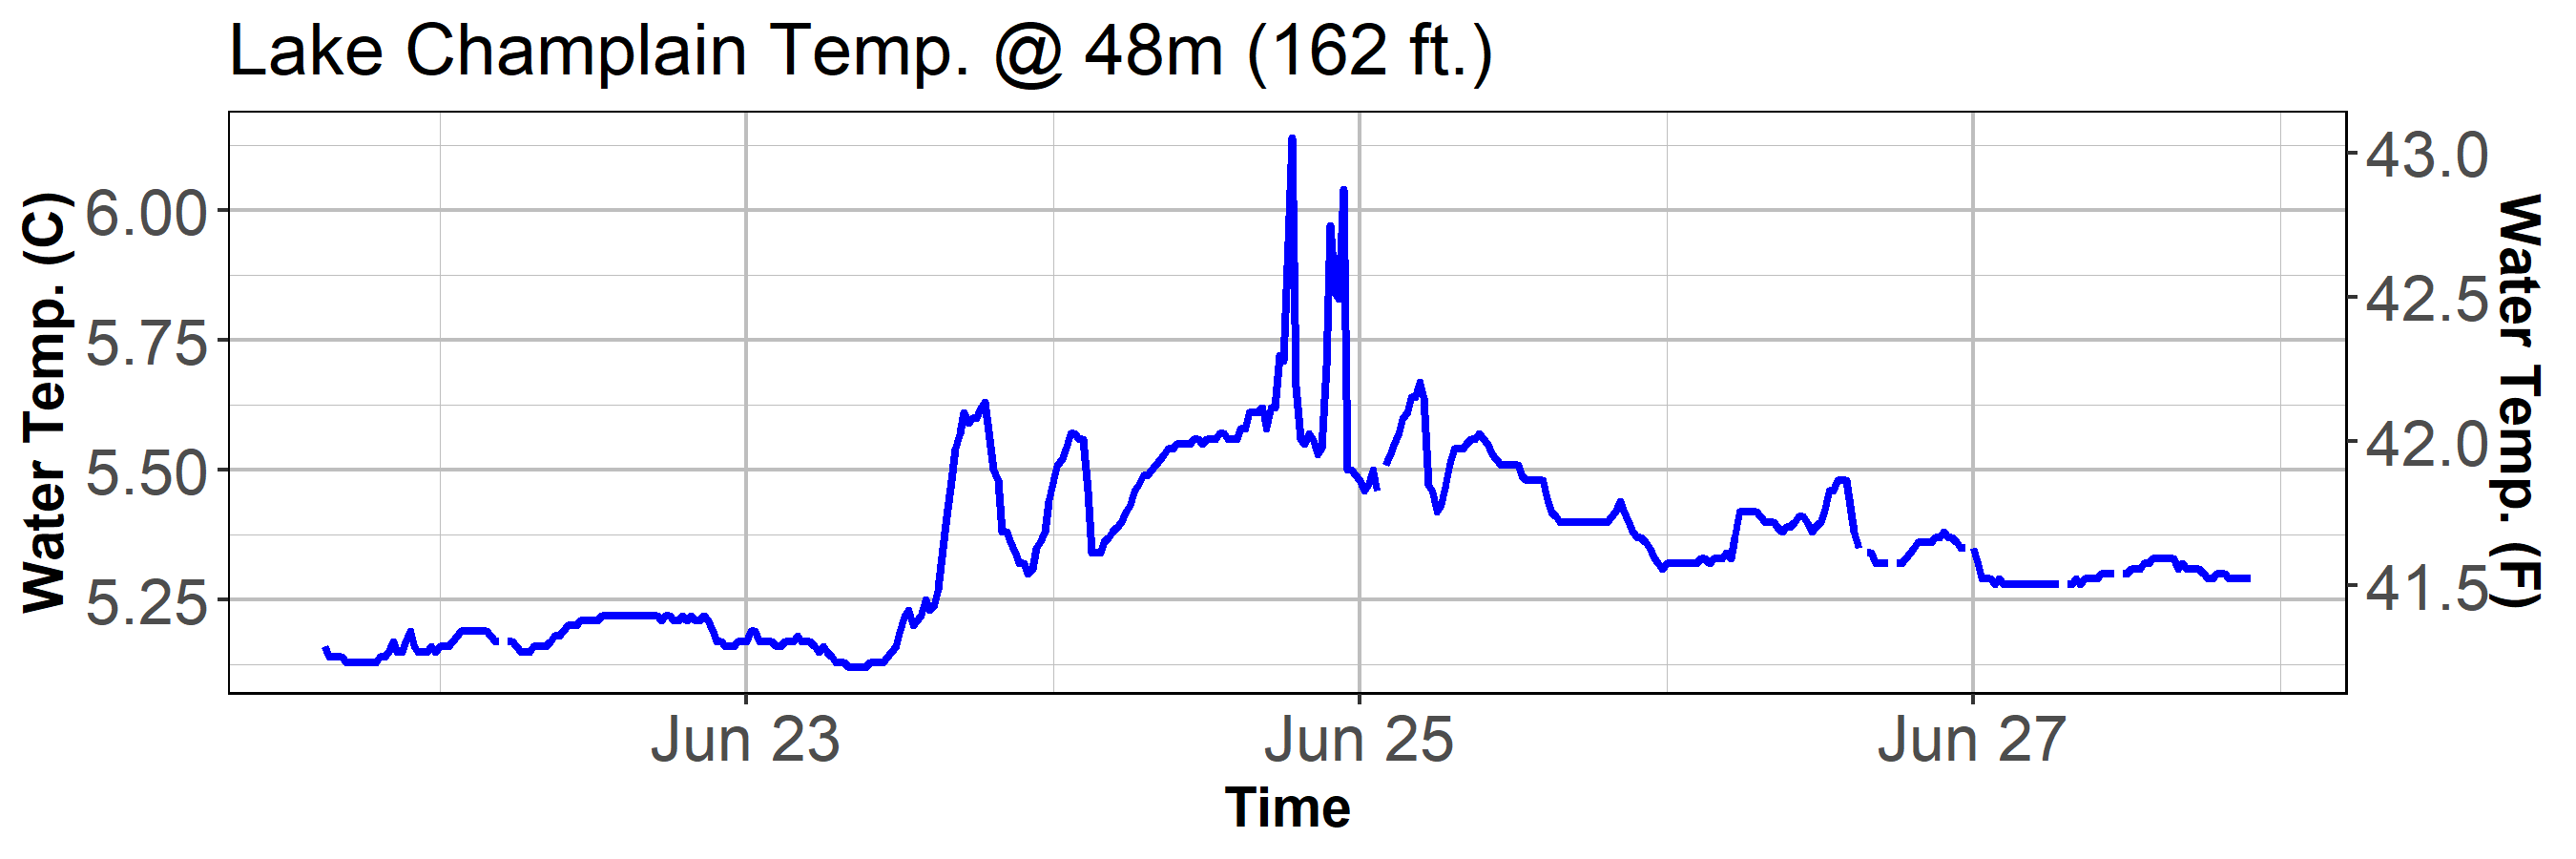 Lake Champlain Temp. @ 48m (162 ft.)
Water Temp. (C)
6.00
5.75
5.50
5.25
43.0
42.5
42.0
41.5
Water Temp. (F)
Jun 23
Jun 25
Jun 27
Time